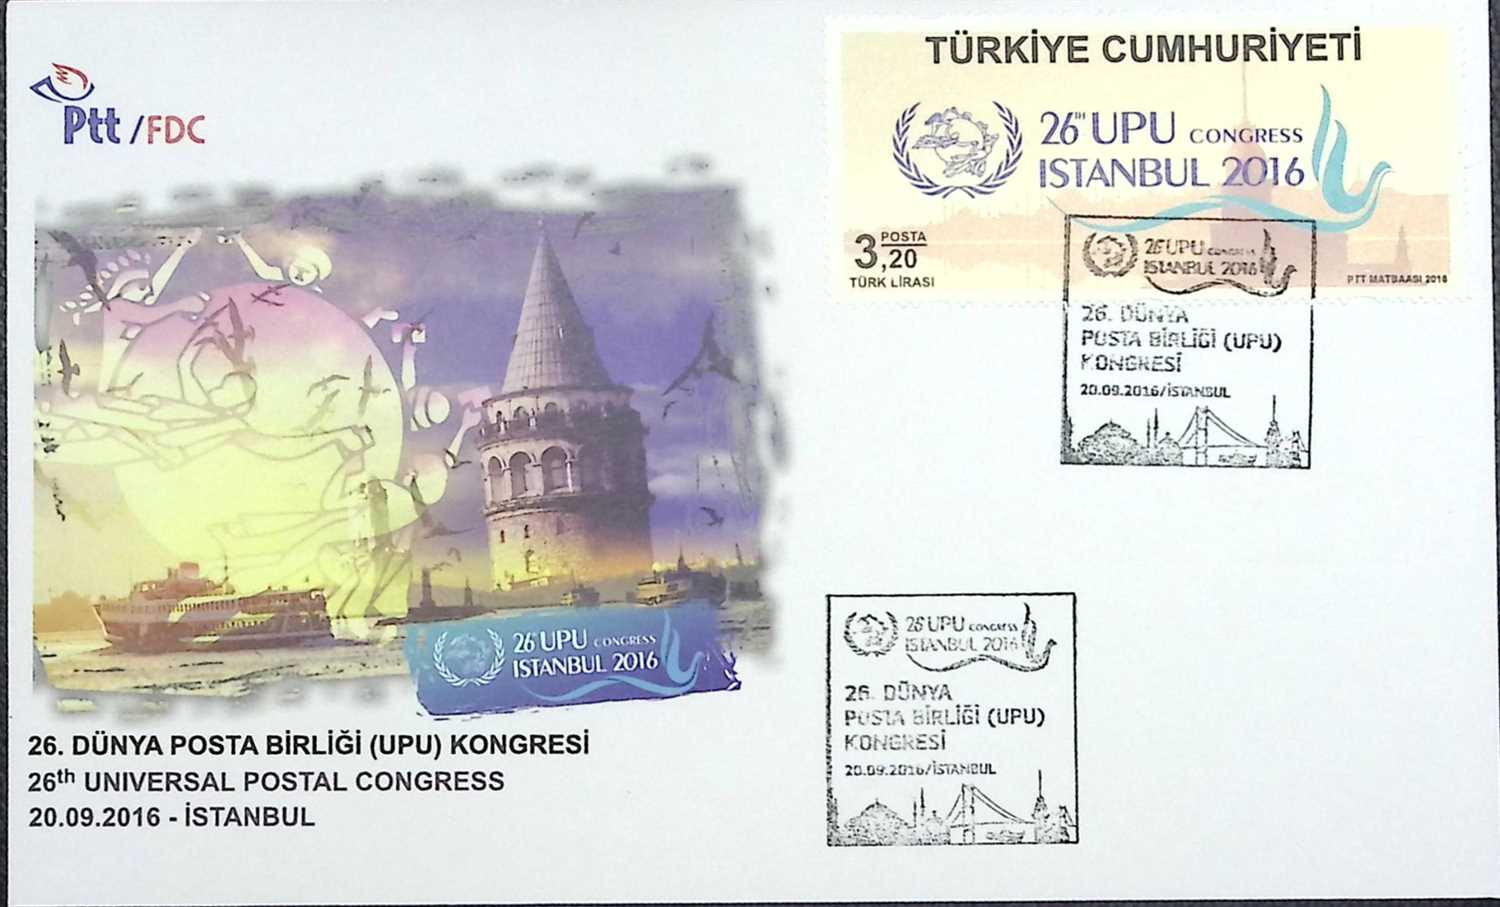 Ptt /FDC
TÜRKİYE CUMHURİYETİ
26TH UPU CONGRESS
ISTANBUL 2016
3,20 POSTA
TÜRK LİRASI
PTT MATBAASI 2016
26 UPU CONGRESS
ISTANBUL 2016
26. DÜNYA
POSTA BİRLİĞİ (UPU)
KONGRESİ
20.09.2016/İSTANBUL
26 UPU CONGRESS
ISTANBUL 2016
26 UPU CONGRESS
ISTANBUL 2016
26. DÜNYA
POSTA BİRLİĞİ (UPU)
KONGRESİ
20.09.2016/İSTANBUL
26. DÜNYA POSTA BİRLİĞİ (UPU) KONGRESİ
26th UNIVERSAL POSTAL CONGRESS
20.09.2016 - İSTANBUL